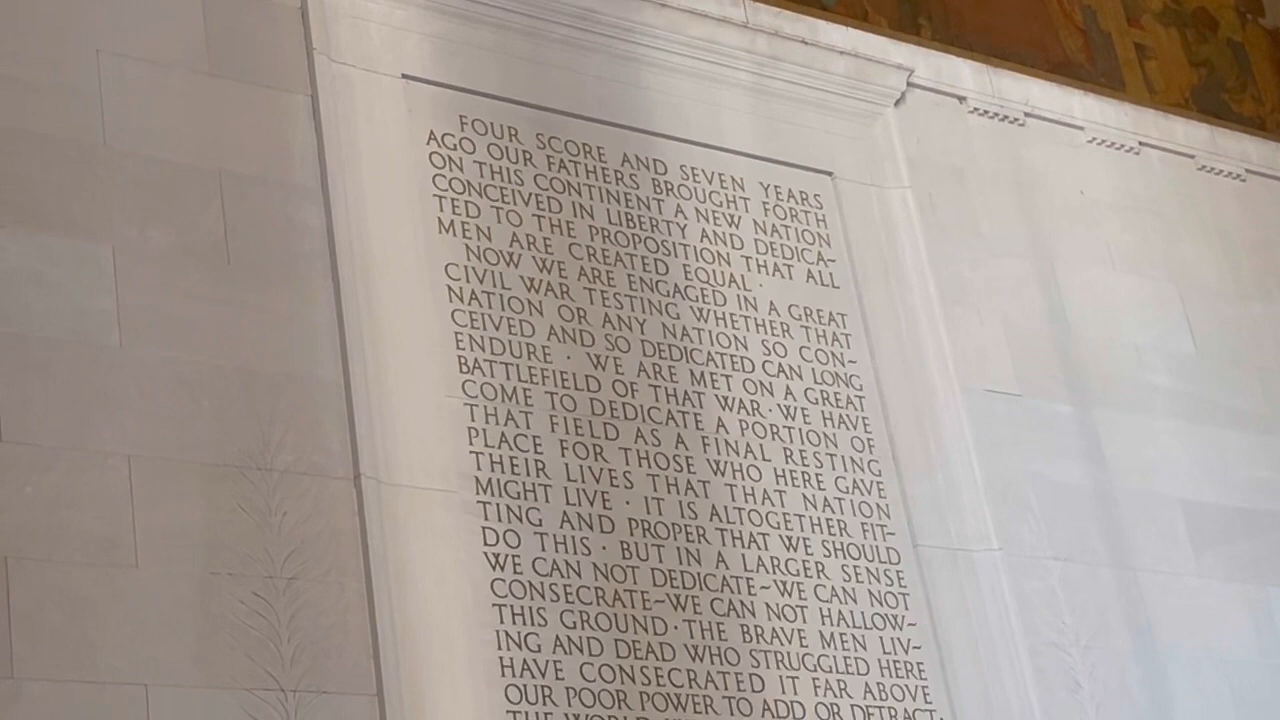 FOUR SCORE AND SEVEN YEARS
AGO OUR FATHERS BROUGHT FORTH
ON THIS CONTINENT A NEW NATION
CONCEIVED IN LIBERTY AND DEDICA~
TED TO THE PROPOSITION THAT ALL
MEN ARE CREATED EQUAL ·
NOW WE ARE ENGAGED IN A GREAT
CIVIL WAR TESTING WHETHER THAT
NATION OR ANY NATION SO CON~
CEIVED AND SO DEDICATED CAN LONG
ENDURE · WE ARE MET ON A GREAT
BATTLEFIELD OF THAT WAR · WE HAVE
COME TO DEDICATE A PORTION OF
THAT FIELD AS A FINAL RESTING
PLACE FOR THOSE WHO HERE GAVE
THEIR LIVES THAT THAT NATION
MIGHT LIVE · IT IS ALTOGETHER FIT~
TING AND PROPER THAT WE SHOULD
DO THIS · BUT IN A LARGER SENSE
WE CAN NOT DEDICATE~WE CAN NOT
CONSECRATE~WE CAN NOT HALLOW~
THIS GROUND · THE BRAVE MEN LIV~
ING AND DEAD WHO STRUGGLED HERE
HAVE CONSECRATED IT FAR ABOVE
OUR POOR POWER TO ADD OR DETRACT ·
THE WORLD